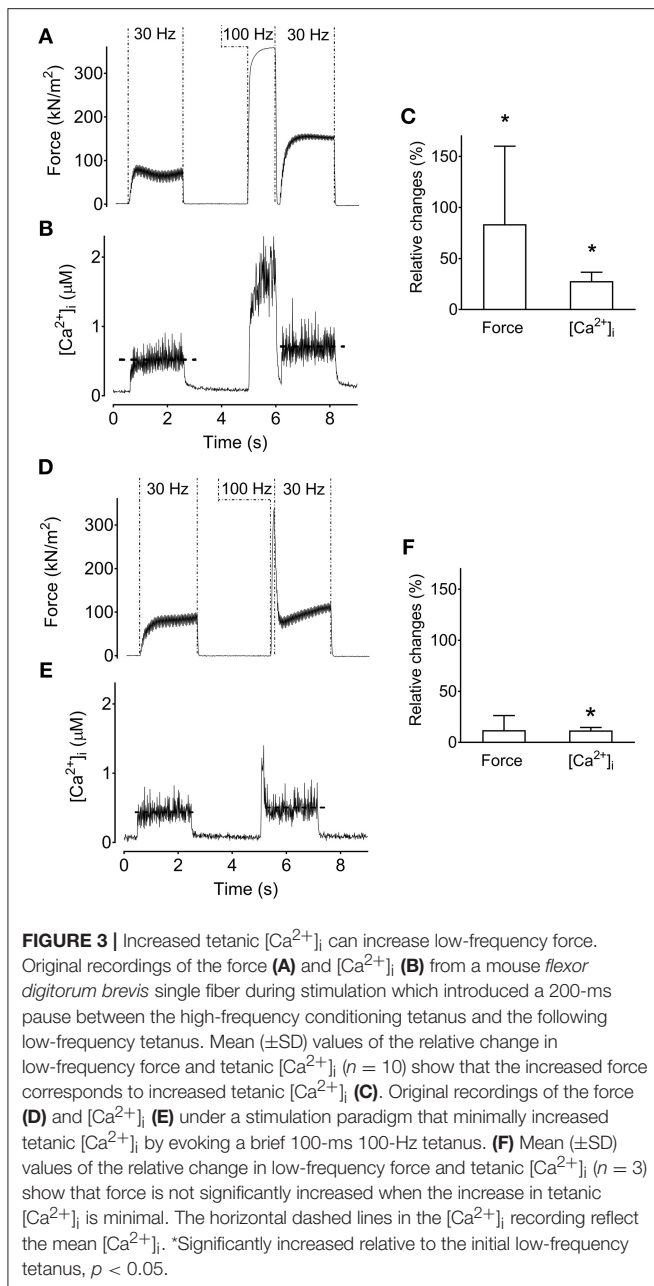 A
30 Hz
100 Hz
30 Hz
Force (kN/m²)
300
200
100
0
B
[Ca²⁺]ᵢ (μM)
2
1
0
0 2 4 6 8
Time (s)
C
Relative changes (%)
150
100
50
0
*
*
Force [Ca²⁺]ᵢ
D
30 Hz
100 Hz
30 Hz
Force (kN/m²)
300
200
100
0
E
[Ca²⁺]ᵢ (μM)
2
1
0
0 2 4 6 8
Time (s)
F
Relative changes (%)
150
100
50
0
*
Force [Ca²⁺]ᵢ
FIGURE 3 | Increased tetanic [Ca²⁺]ᵢ can increase low-frequency force.
Original recordings of the force (A) and [Ca²⁺]ᵢ (B) from a mouse flexor
digitorum brevis single fiber during stimulation which introduced a 200-ms
pause between the high-frequency conditioning tetanus and the following
low-frequency tetanus. Mean (±SD) values of the relative change in
low-frequency force and tetanic [Ca²⁺]ᵢ (n = 10) show that the increased force
corresponds to increased tetanic [Ca²⁺]ᵢ (C). Original recordings of the force
(D) and [Ca²⁺]ᵢ (E) under a stimulation paradigm that minimally increased
tetanic [Ca²⁺]ᵢ by evoking a brief 100-ms 100-Hz tetanus. (F) Mean (±SD)
values of the relative change in low-frequency force and tetanic [Ca²⁺]ᵢ (n = 3)
show that force is not significantly increased when the increase in tetanic
[Ca²⁺]ᵢ is minimal. The horizontal dashed lines in the [Ca²⁺]ᵢ recording reflect
the mean [Ca²⁺]ᵢ. *Significantly increased relative to the initial low-frequency
tetanus, p < 0.05.